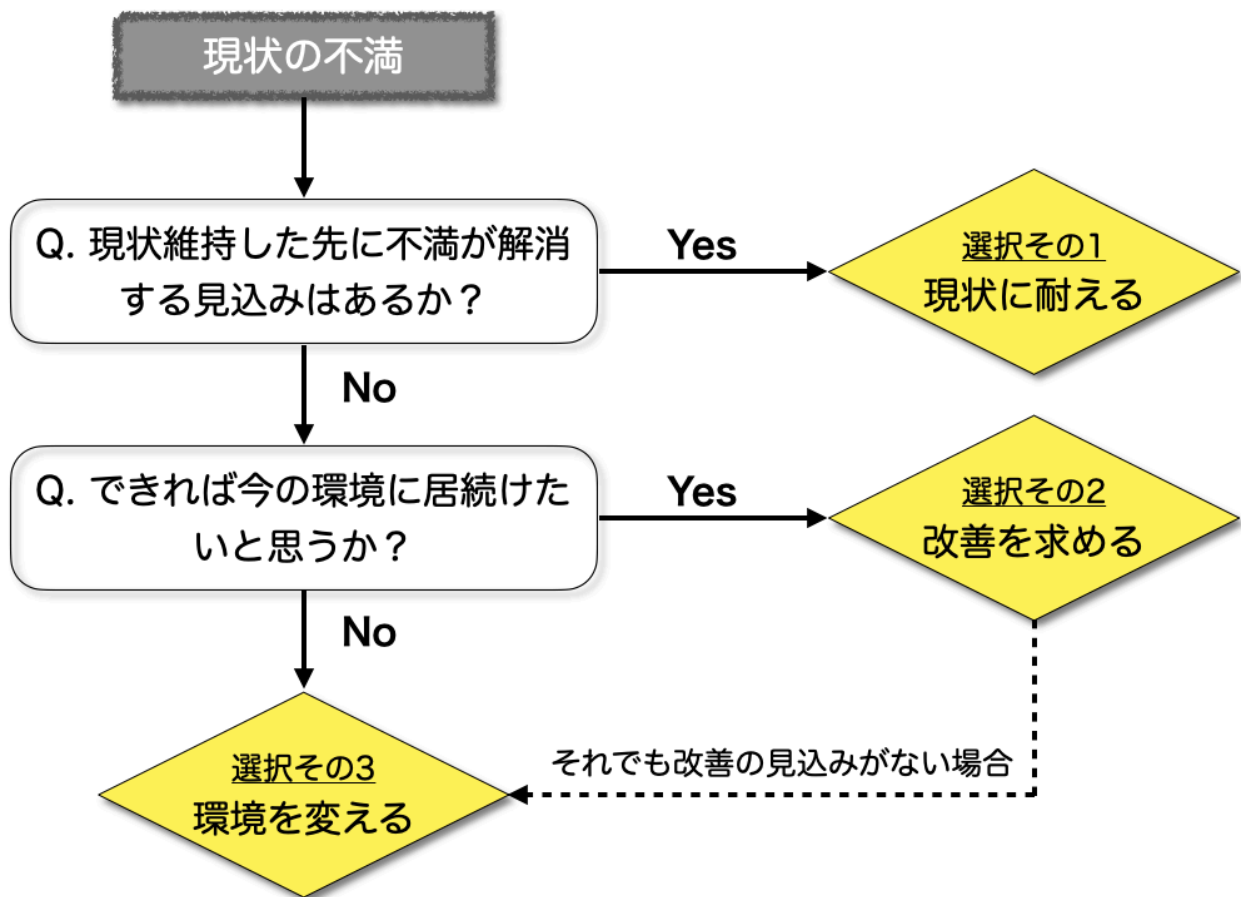 現状の不満
Q. 現状維持した先に不満が解消
する見込みはあるか？
Yes
選択その1
現状に耐える
No
Q. できれば今の環境に居続けた
いと思うか？
Yes
選択その2
改善を求める
No
それでも改善の見込みがない場合
選択その3
環境を変える